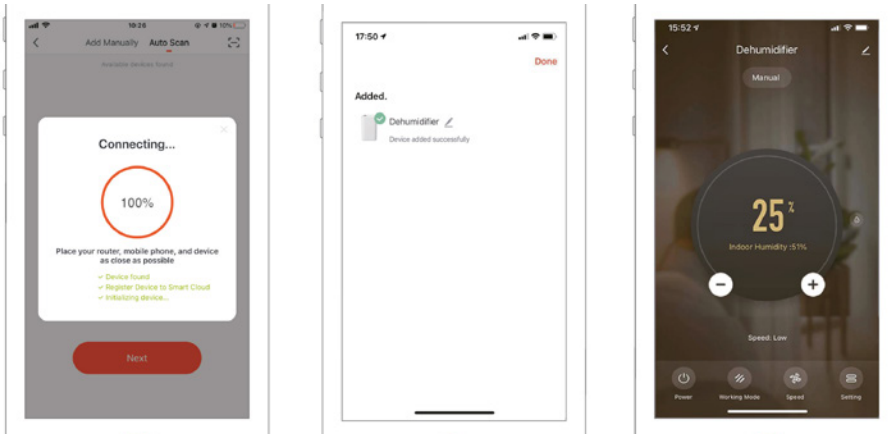 10:26
10%
Add Manually Auto Scan
Available devices found
Connecting...
100%
Place your router, mobile phone, and device
as close as possible
✓ Device found
✓ Register Device to Smart Cloud
✓ Initializing device...
Next
17:50
Done
Added.
Dehumidifier
Device added successfully
15:52
Dehumidifier
Manual
25%
Indoor Humidity :51%
Speed: Low
Power Working Mode Speed Setting